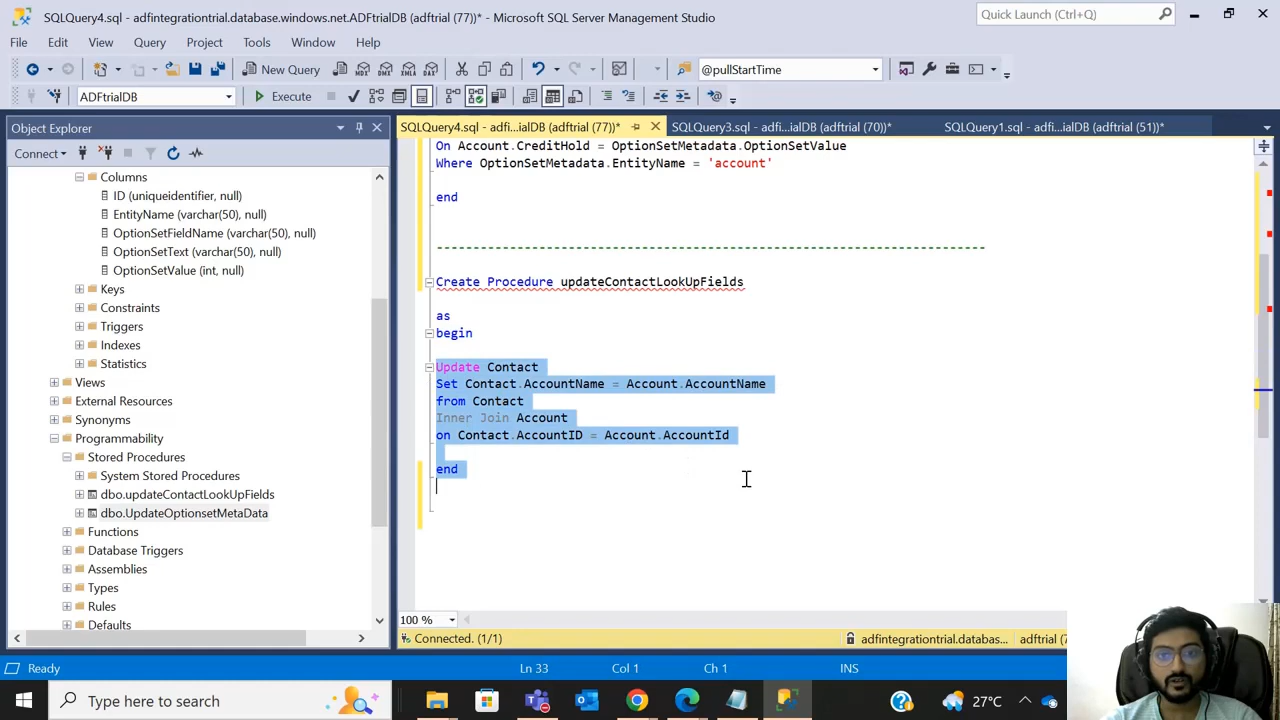 SQLQuery4.sql - adfintegrationtrial.database.windows.net.ADFtrialDB (adftrial (77))* - Microsoft SQL Server Management Studio
Quick Launch (Ctrl+Q)
File Edit View Query Project Tools Window Help
New Query
MDX DMX XMLA DAX
@pullStartTime
ADFtrialDB
Execute
Object Explorer
SQLQuery4.sql - adfi...ialDB (adftrial (77))*
SQLQuery3.sql - adfi...ialDB (adftrial (70))*
SQLQuery1.sql - adfi...ialDB (adftrial (51))*
Connect
Columns
ID (uniqueidentifier, null)
EntityName (varchar(50), null)
OptionSetFieldName (varchar(50), null)
OptionSetText (varchar(50), null)
OptionSetValue (int, null)
Keys
Constraints
Triggers
Indexes
Statistics
Views
External Resources
Synonyms
Programmability
Stored Procedures
System Stored Procedures
dbo.updateContactLookUpFields
dbo.UpdateOptionsetMetaData
Functions
Database Triggers
Assemblies
Types
Rules
Defaults
On Account.CreditHold = OptionSetMetadata.OptionSetValue
Where OptionSetMetadata.EntityName = 'account'
end
---------------------------------------------------------------------------
Create Procedure updateContactLookUpFields
as
begin
Update Contact
Set Contact.AccountName = Account.AccountName
from Contact
Inner Join Account
on Contact.AccountID = Account.AccountId
end
100 %
Connected. (1/1)
adfintegrationtrial.databas...
adftrial (7
Ready
Ln 33
Col 1
Ch 1
INS
Type here to search
27°C